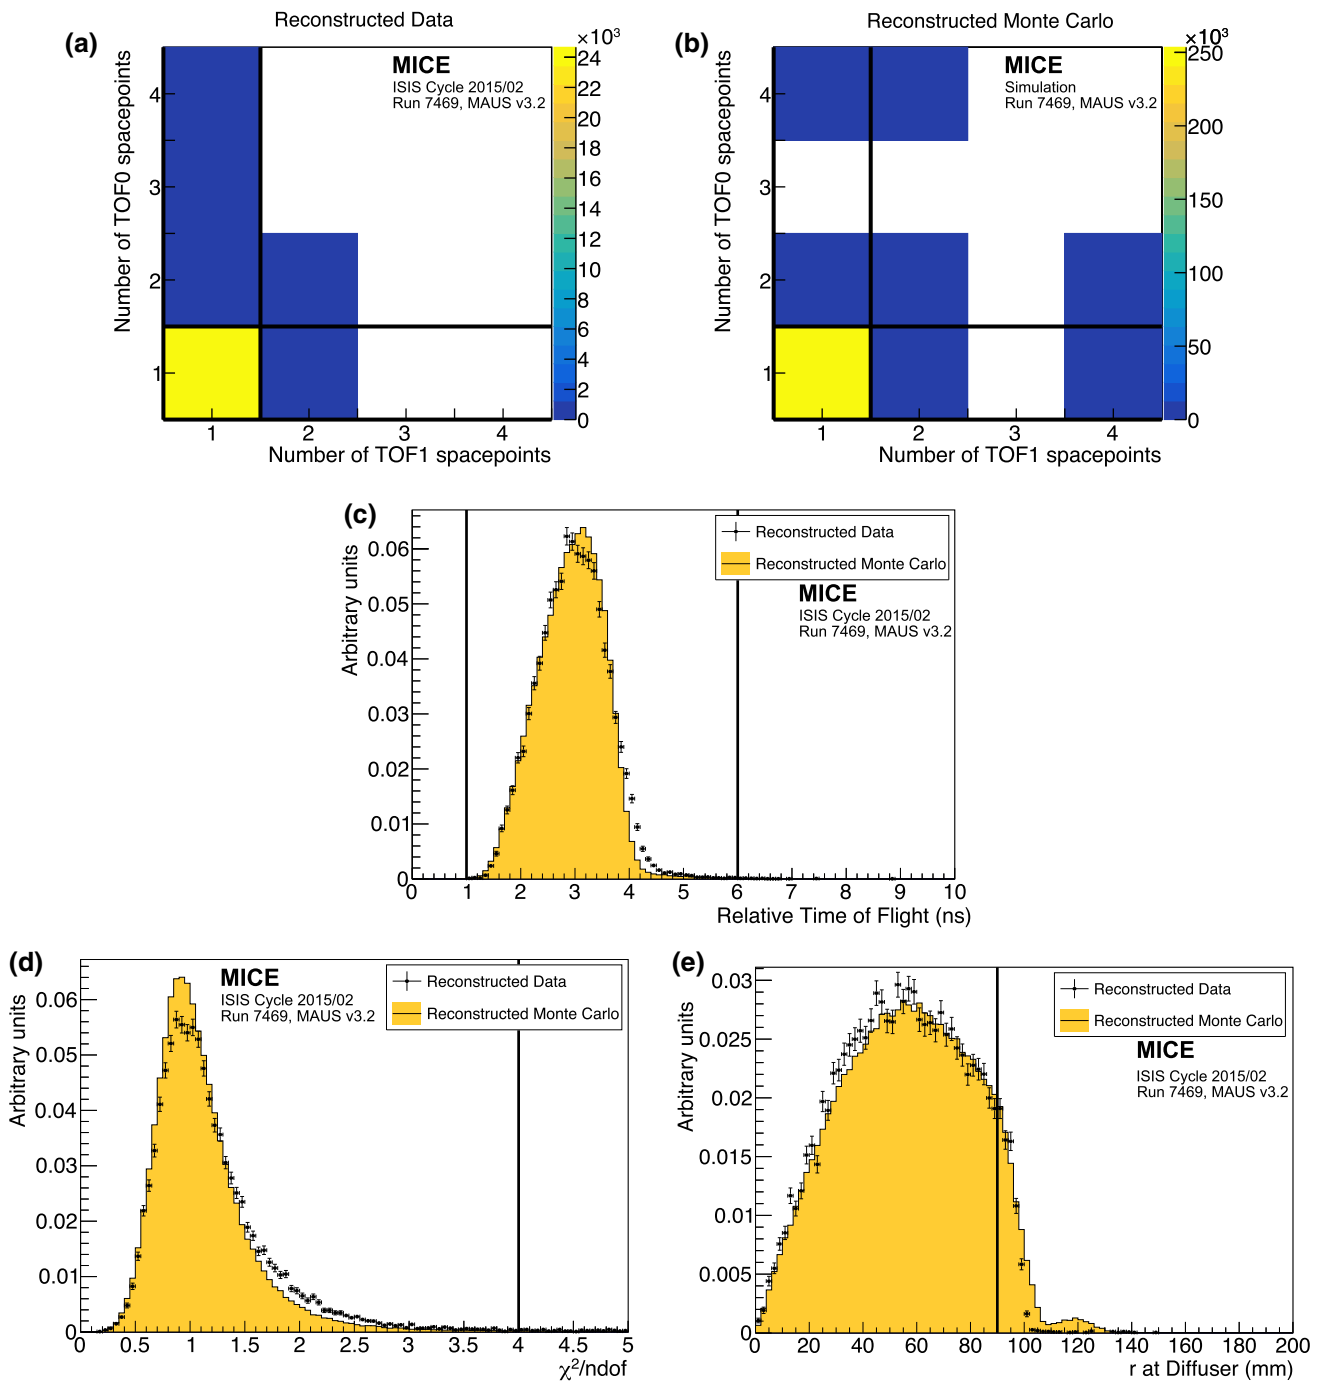 Reconstructed Data
(a)
×10³
MICE
ISIS Cycle 2015/02
Run 7469, MAUS v3.2
Number of TOF0 spacepoints
4
3
2
1
1 2 3 4
Number of TOF1 spacepoints
24
22
20
18
16
14
12
10
8
6
4
2
0
Reconstructed Monte Carlo
(b)
×10³
MICE
Simulation
Run 7469, MAUS v3.2
Number of TOF0 spacepoints
4
3
2
1
1 2 3 4
Number of TOF1 spacepoints
250
200
150
100
50
0
(c)
Reconstructed Data
Reconstructed Monte Carlo
MICE
ISIS Cycle 2015/02
Run 7469, MAUS v3.2
Arbitrary units
0.06
0.05
0.04
0.03
0.02
0.01
0
0 1 2 3 4 5 6 7 8 9 10
Relative Time of Flight (ns)
(d)
MICE
ISIS Cycle 2015/02
Run 7469, MAUS v3.2
Reconstructed Data
Reconstructed Monte Carlo
Arbitrary units
0.06
0.05
0.04
0.03
0.02
0.01
0
0 0.5 1 1.5 2 2.5 3 3.5 4 4.5 5
χ²/ndof
(e)
Reconstructed Data
Reconstructed Monte Carlo
MICE
ISIS Cycle 2015/02
Run 7469, MAUS v3.2
Arbitrary units
0.03
0.025
0.02
0.015
0.01
0.005
0
0 20 40 60 80 100 120 140 160 180 200
r at Diffuser (mm)